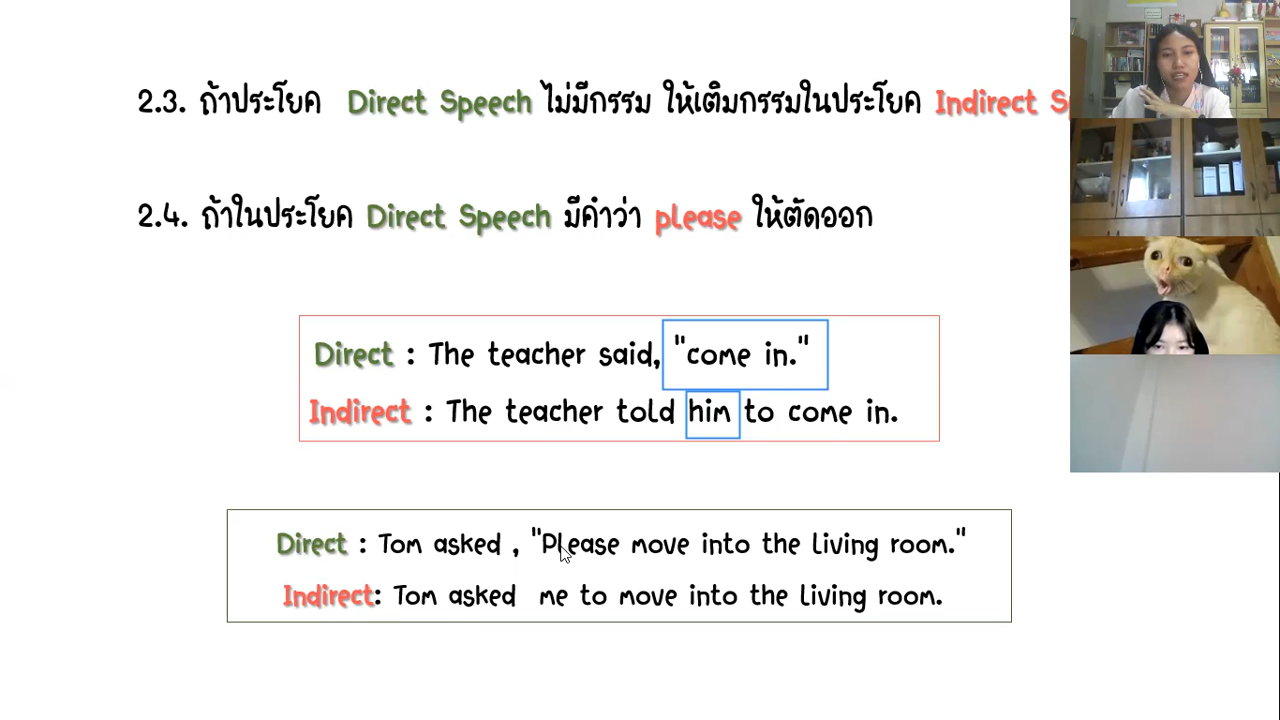 2.3. ถ้าประโยค Direct Speech ไม่มีกรรม ให้เติมกรรมในประโยค Indirect
2.4. ถ้าในประโยค Direct Speech มีคำว่า please ให้ตัดออก
Direct : The teacher said, "come in."
Indirect : The teacher told him to come in.
Direct : Tom asked , "Please move into the living room."
Indirect: Tom asked me to move into the living room.